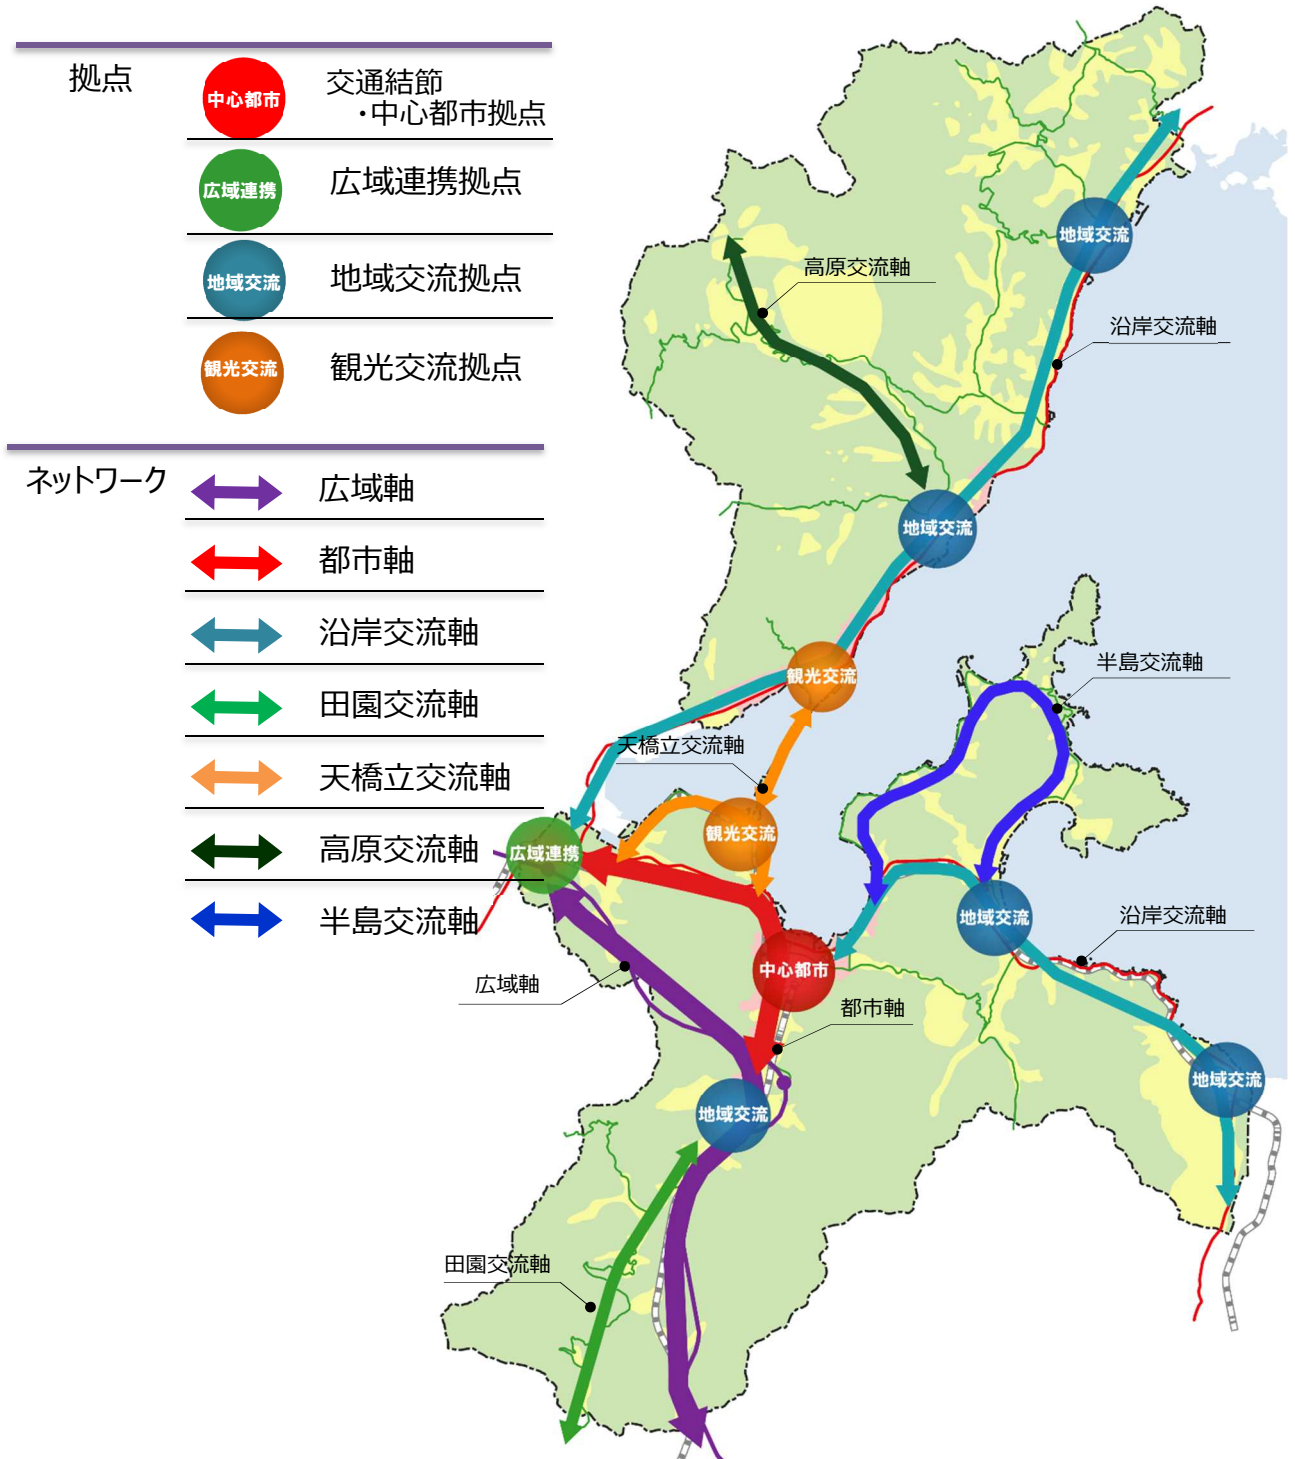 拠点
中心都市
交通結節
・中心都市拠点
広域連携
広域連携拠点
地域交流
地域交流拠点
観光交流
観光交流拠点
ネットワーク
広域軸
都市軸
沿岸交流軸
田園交流軸
天橋立交流軸
高原交流軸
半島交流軸
地域交流
高原交流軸
沿岸交流軸
地域交流
半島交流軸
観光交流
天橋立交流軸
観光交流
広域連携
地域交流
沿岸交流軸
中心都市
広域軸
都市軸
地域交流
地域交流
田園交流軸